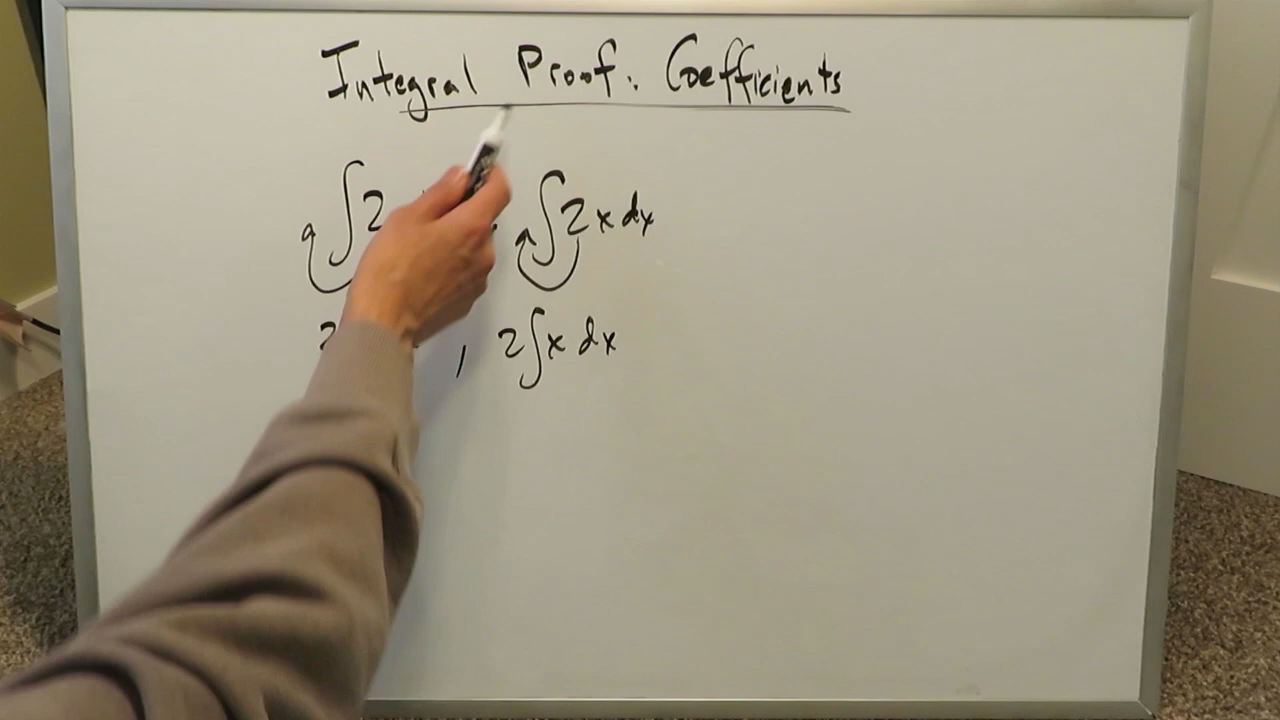 Integral Proof: Coefficients
∫2 , ∫2x dx
2 , 2∫x dx